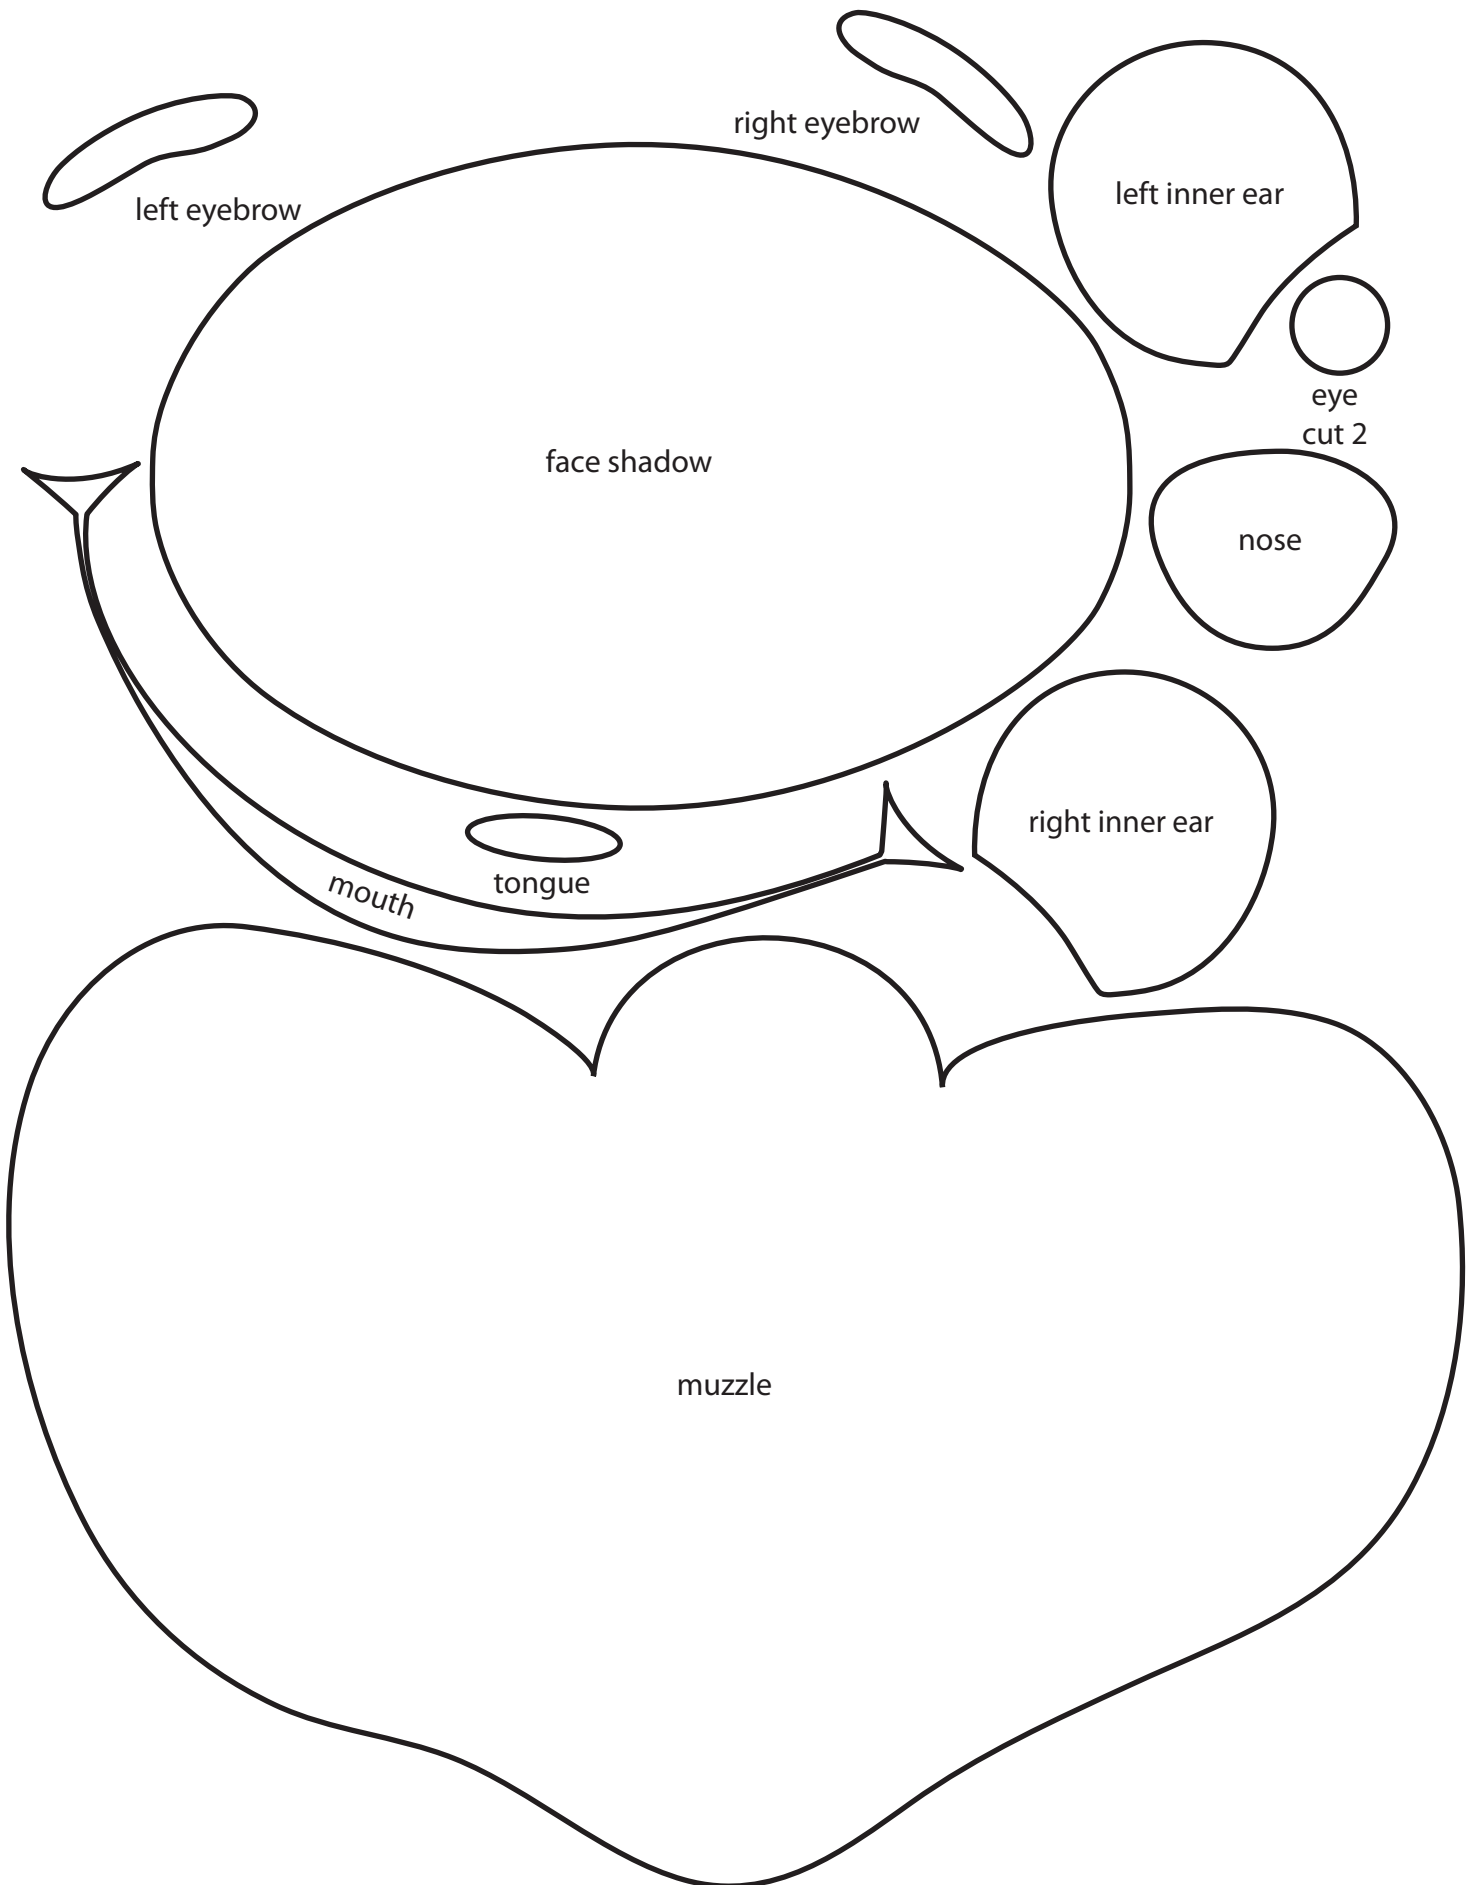 right eyebrow
left eyebrow
left inner ear
eye
cut 2
face shadow
nose
right inner ear
tongue
mouth
muzzle